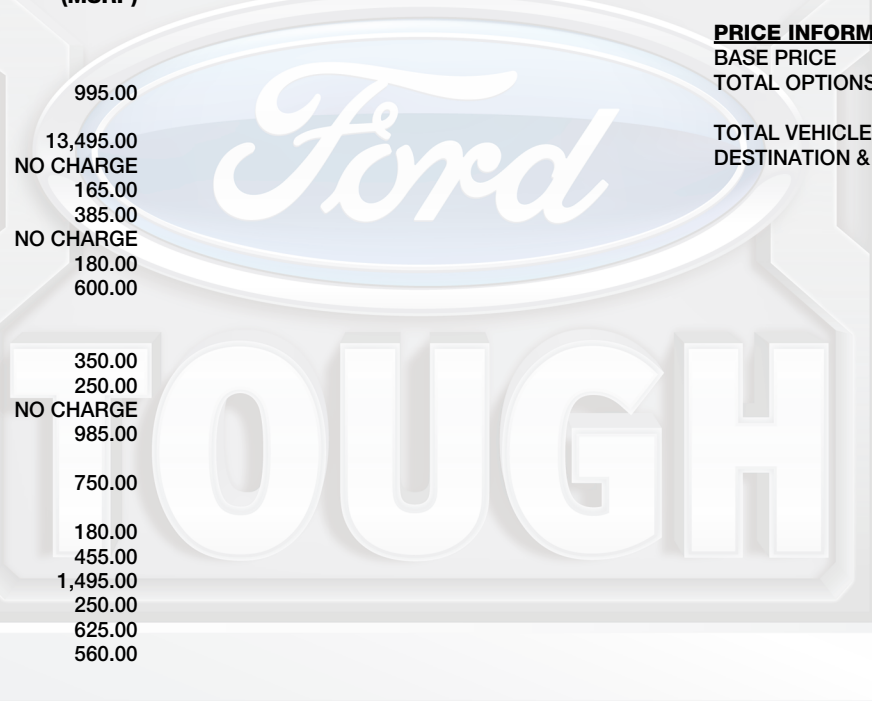 (MSRP)
995.00
13,495.00
NO CHARGE
165.00
385.00
NO CHARGE
180.00
600.00
350.00
250.00
NO CHARGE
985.00
750.00
180.00
455.00
1,495.00
250.00
625.00
560.00
PRICE INFORM
BASE PRICE
TOTAL OPTIONS
TOTAL VEHICLE
DESTINATION &
Ford
TOUGH